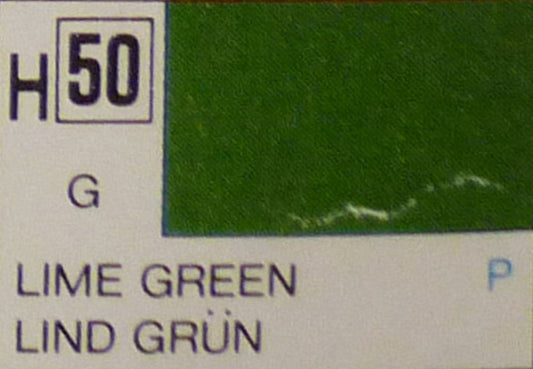 H 50
G
LIME GREEN P
LIND GRÜN